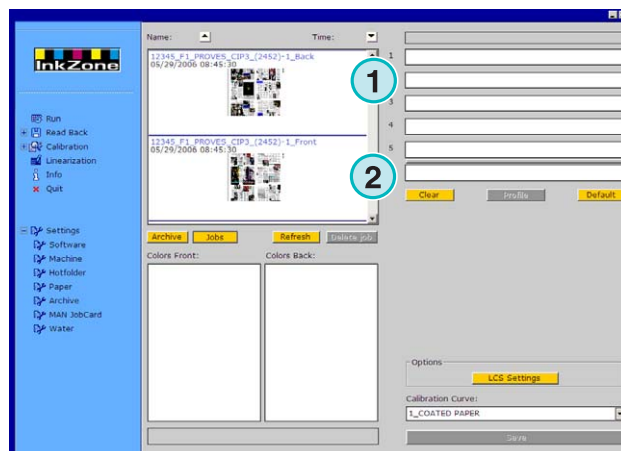 InkZone
Run
Read Back
Calibration
Linearization
Info
Quit
Settings
Software
Machine
Hotfolder
Paper
Archive
MAN JobCard
Water
Name:
Time:
12345_F1_PROVES_CIP3_(2452)-1_Back
05/29/2006 08:45:30
12345_F1_PROVES_CIP3_(2452)-1_Front
05/29/2006 08:45:30
Archive
Jobs
Refresh
Delete job
Colors Front:
Colors Back:
1
1
3
4
5
2
Clear
Profile
Default
Options
LCS Settings
Calibration Curve:
1_COATED PAPER
Save